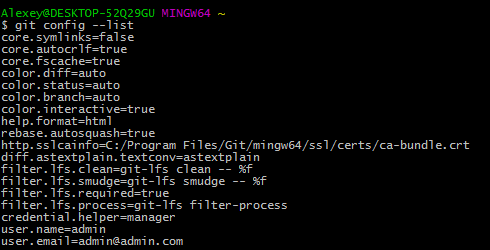 Alexey@DESKTOP-52Q29GU MINGW64 ~
$ git config --list
core.symlinks=false
core.autocrlf=true
core.fscache=true
color.diff=auto
color.status=auto
color.branch=auto
color.interactive=true
help.format=html
rebase.autosquash=true
http.sslcainfo=C:/Program Files/Git/mingw64/ssl/certs/ca-bundle.crt
diff.astextplain.textconv=astextplain
filter.lfs.clean=git-lfs clean -- %f
filter.lfs.smudge=git-lfs smudge -- %f
filter.lfs.required=true
filter.lfs.process=git-lfs filter-process
credential.helper=manager
user.name=admin
user.email=admin@admin.com